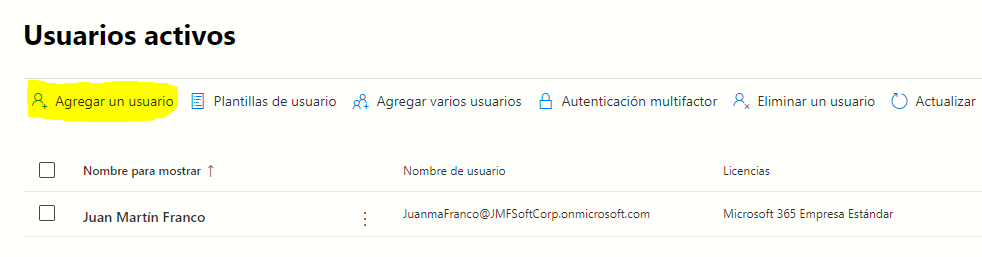 Usuarios activos
Agregar un usuario Plantillas de usuario Agregar varios usuarios Autenticación multifactor Eliminar un usuario Actualizar
Nombre para mostrar ↑ Nombre de usuario Licencias
Juan Martín Franco JuanmaFranco@JMFSoftCorp.onmicrosoft.com Microsoft 365 Empresa Estándar